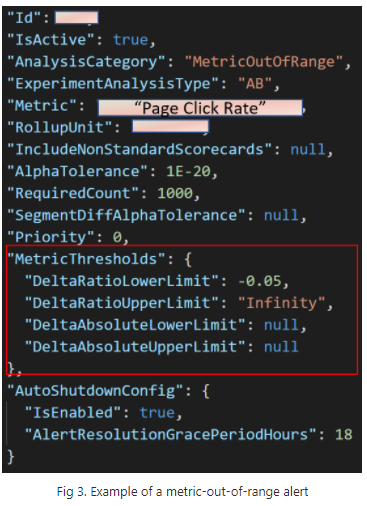 "Id":
"IsActive": true,
"AnalysisCategory": "MetricOutOfRange",
"ExperimentAnalysisType": "AB",
"Metric": "Page Click Rate",
"RollupUnit":
"IncludeNonStandardScorecards": null,
"AlphaTolerance": 1E-20,
"RequiredCount": 1000,
"SegmentDiffAlphaTolerance": null,
"Priority": 0,
"MetricThresholds": {
"DeltaRatioLowerLimit": -0.05,
"DeltaRatioUpperLimit": "Infinity",
"DeltaAbsoluteLowerLimit": null,
"DeltaAbsoluteUpperLimit": null
},
"AutoShutdownConfig": {
"IsEnabled": true,
"AlertResolutionGracePeriodHours": 18
}
Fig 3. Example of a metric-out-of-range alert